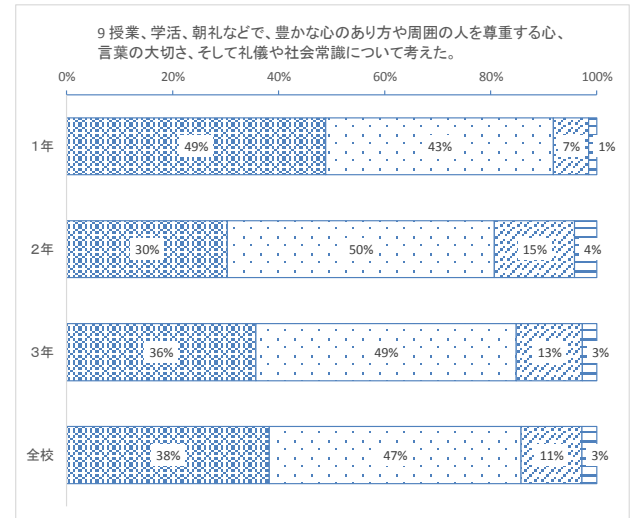 9 授業、学活、朝礼などで、豊かな心のあり方や周囲の人を尊重する心、
言葉の大切さ、そして礼儀や社会常識について考えた。
0% 20% 40% 60% 80% 100%
1年 49% 43% 7% 1%
2年 30% 50% 15% 4%
3年 36% 49% 13% 3%
全校 38% 47% 11% 3%